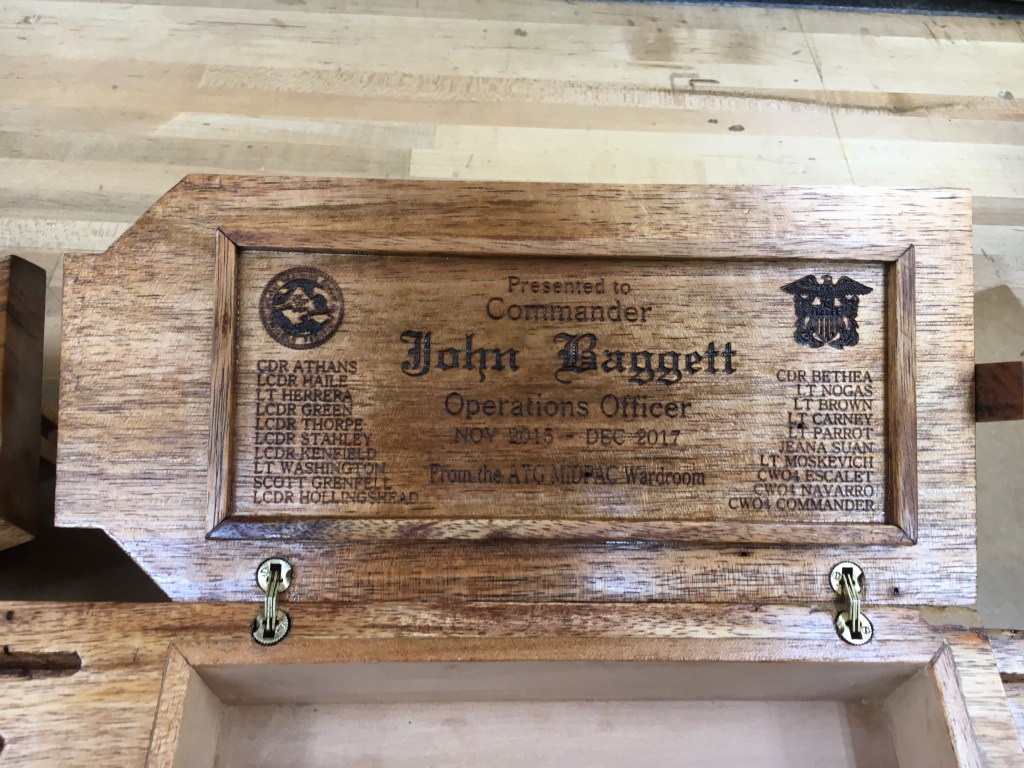 Presented to
Commander
John Baggett
Operations Officer
NOV 2015 - DEC 2017
From the ATG MIDPAC Wardroom
CDR ATHANS
LCDR HAILE
LT HERRERA
LCDR GREEN
LCDR THORPE
LCDR STAHLEY
LCDR KENFIELD
LT WASHINGTON
SCOTT GRENFELL
LCDR HOLLINGSHEAD
CDR BETHEA
LT NOGAS
LT BROWN
LT CARNEY
LT PARROT
JEANA SUAN
LT MOSKEVICH
CWO4 ESCALET
CWO4 NAVARRO
CWO4 COMMANDER